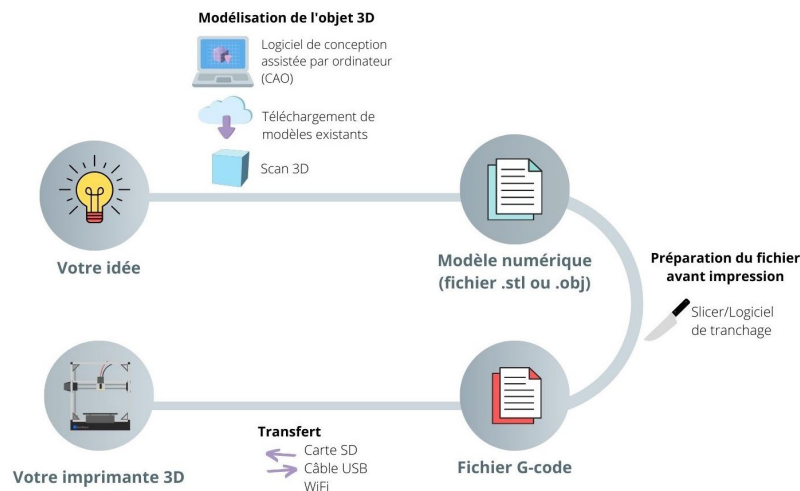 Modélisation de l'objet 3D
Logiciel de conception
assistée par ordinateur
(CAO)
Téléchargement de
modèles existants
Scan 3D
Votre idée
Modèle numérique
(fichier .stl ou .obj)
Préparation du fichier
avant impression
Slicer/Logiciel
de tranchage
Transfert
Carte SD
Câble USB
WiFi
Votre imprimante 3D
Fichier G-code